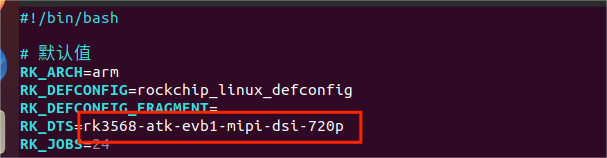 #!/bin/bash
# 默认值
RK_ARCH=arm
RK_DEFCONFIG=rockchip_linux_defconfig
RK_DEFCONFIG_FRAGMENT=
RK_DTS=rk3568-atk-evb1-mipi-dsi-720p
RK_JOBS=24